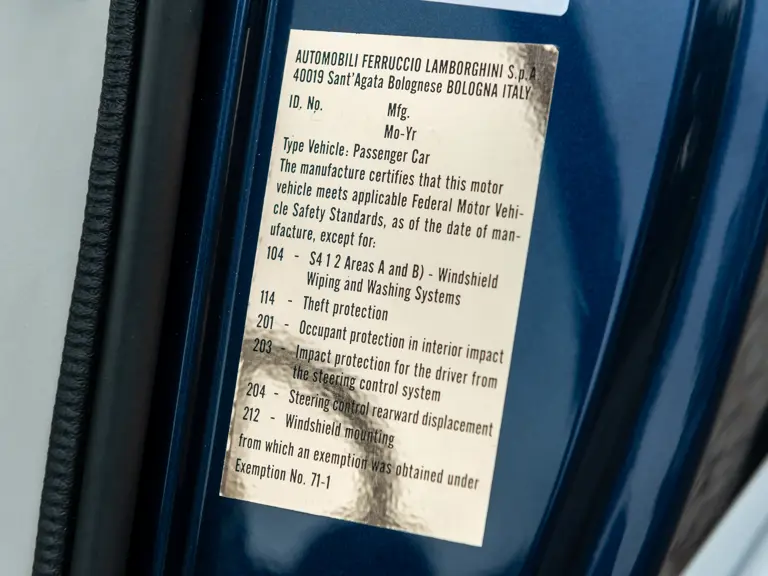 AUTOMOBILI FERRUCCIO LAMBORGHINI S.p.A
40019 Sant'Agata Bolognese BOLOGNA ITALY
ID. No. Mfg.
Mo-Yr
Type Vehicle: Passenger Car
The manufacture certifies that this motor
vehicle meets applicable Federal Motor Vehi-
cle Safety Standards, as of the date of man-
ufacture, except for:
104 - S4 1 2 Areas A and B) - Windshield
Wiping and Washing Systems
114 - Theft protection
201 - Occupant protection in interior impact
203 - Impact protection for the driver from
the steering control system
204 - Steering control rearward displacement
212 - Windshield mounting
from which an exemption was obtained under
Exemption No. 71-1